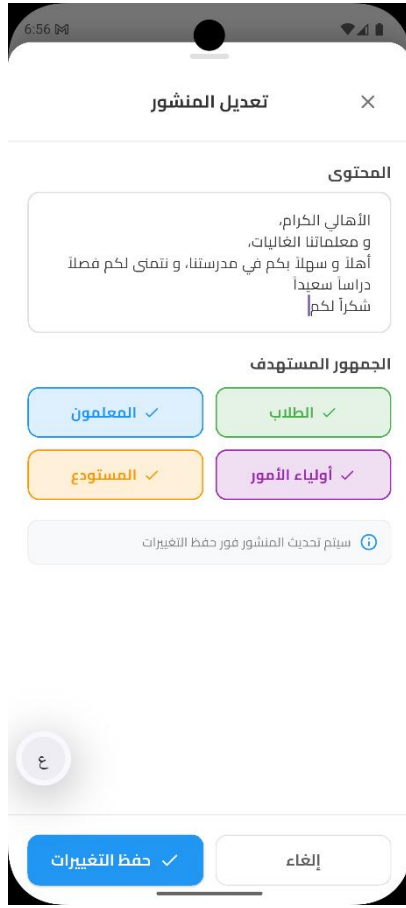 6:56
تعديل المنشور
المحتوى
الأهالي الكرام،
و معلماتنا الغاليات،
أهلاً و سهلاً بكم في مدرستنا، و نتمنى لكم فصلاً
دراساً سعيداً
شكراً لكم
الجمهور المستهدف
الطلاب
المعلمون
أولياء الأمور
المستودع
سيتم تحديث المنشور فور حفظ التغييرات
ع
إلغاء
حفظ التغييرات